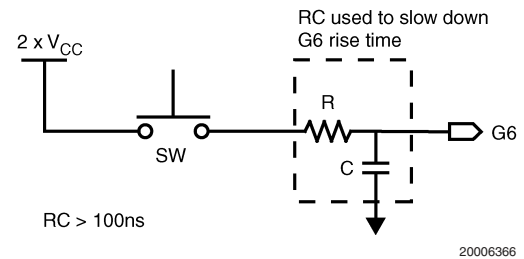 RC used to slow down
G6 rise time
2 x VCC
R
G6
SW
C
RC > 100ns
20006366